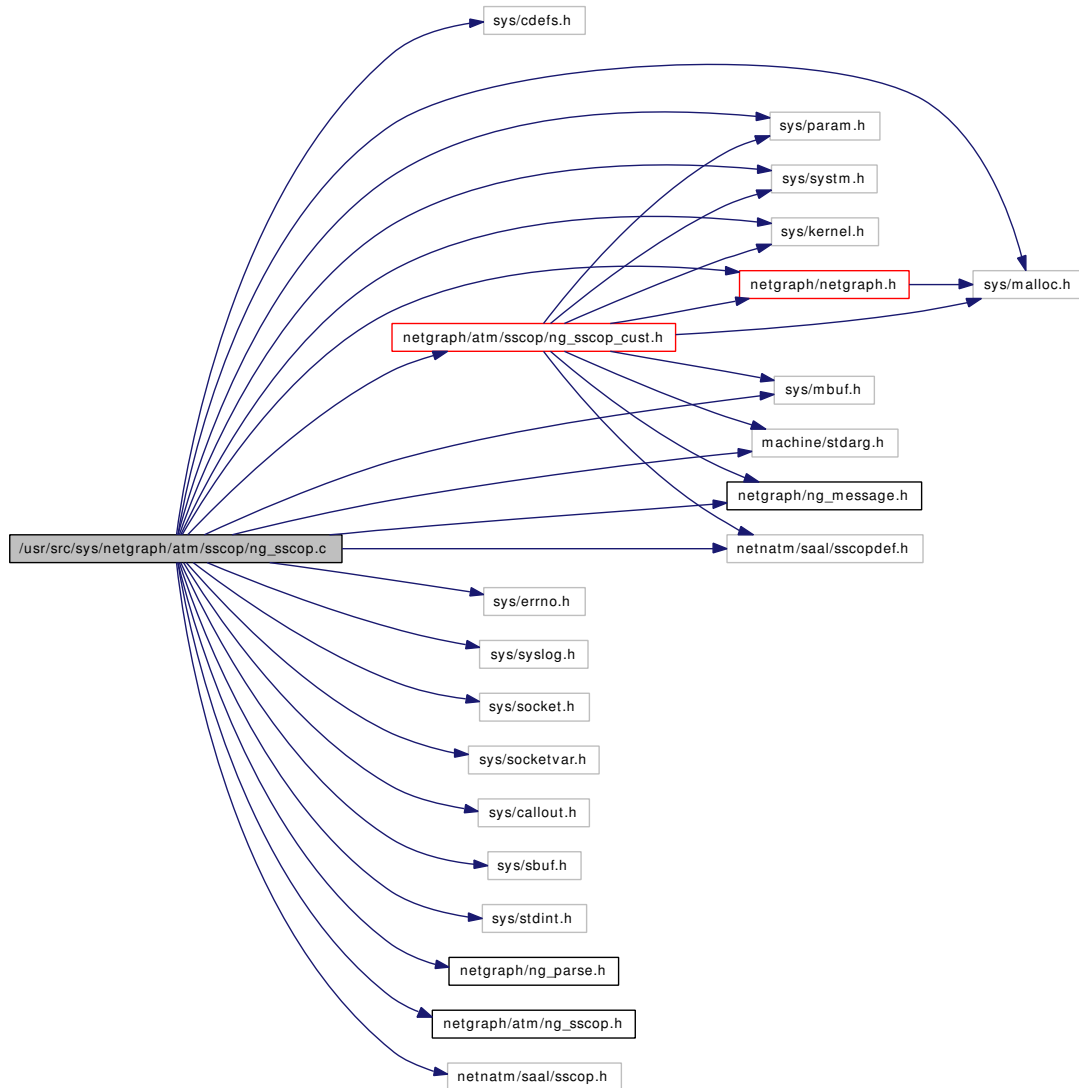 sys/cdefs.h
sys/param.h
sys/systm.h
sys/kernel.h
netgraph/netgraph.h
sys/malloc.h
netgraph/atm/sscop/ng_sscop_cust.h
sys/mbuf.h
machine/stdarg.h
netgraph/ng_message.h
/usr/src/sys/netgraph/atm/sscop/ng_sscop.c
netnatm/saal/sscopdef.h
sys/errno.h
sys/syslog.h
sys/socket.h
sys/socketvar.h
sys/callout.h
sys/sbuf.h
sys/stdint.h
netgraph/ng_parse.h
netgraph/atm/ng_sscop.h
netnatm/saal/sscop.h